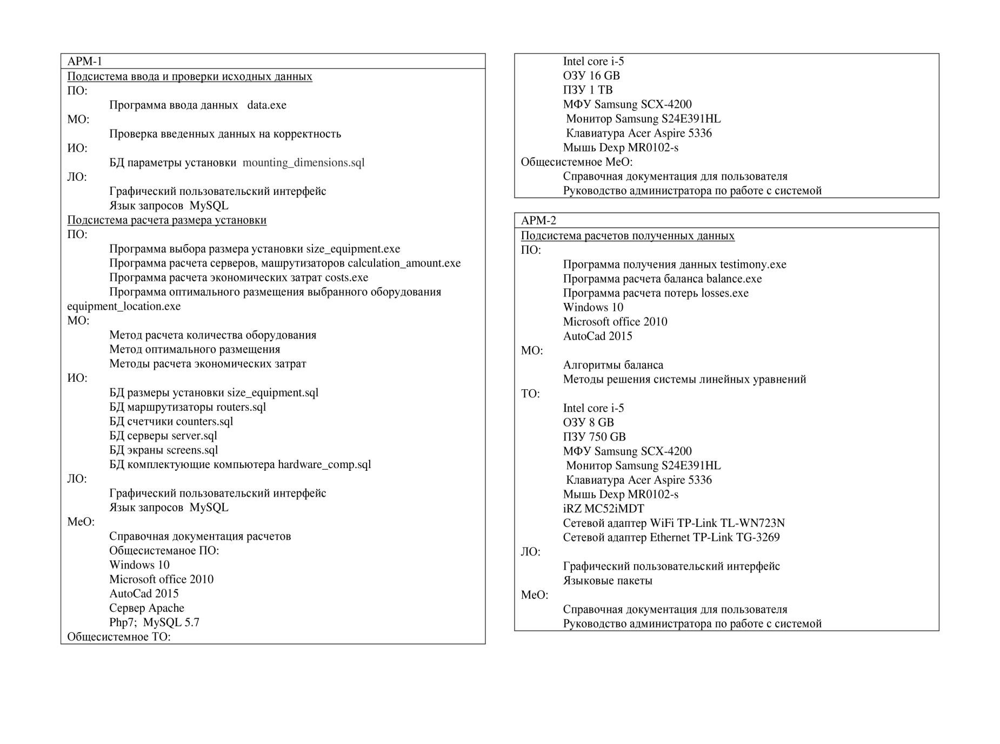 АРМ-1
Подсистема ввода и проверки исходных данных
ПО:
Программа ввода данных data.exe
МО:
Проверка введенных данных на корректность
ИО:
БД параметры установки mounting_dimensions.sql
ЛО:
Графический пользовательский интерфейс
Язык запросов MySQL
Подсистема расчета размера установки
ПО:
Программа выбора размера установки size_equipment.exe
Программа расчета серверов, машрутизаторов calculation_amount.exe
Программа расчета экономических затрат costs.exe
Программа оптимального размещения выбранного оборудования
equipment_location.exe
МО:
Метод расчета количества оборудования
Метод оптимального размещения
Методы расчета экономических затрат
ИО:
БД размеры установки size_equipment.sql
БД маршрутизаторы routers.sql
БД счетчики counters.sql
БД серверы server.sql
БД экраны screens.sql
БД комплектующие компьютера hardware_comp.sql
ЛО:
Графический пользовательский интерфейс
Язык запросов MySQL
МеО:
Справочная документация расчетов
Общесистеманое ПО:
Windows 10
Microsoft office 2010
AutoCad 2015
Сервер Apache
Php7; MySQL 5.7
Общесистемное ТО:
Intel core i-5
ОЗУ 16 GB
ПЗУ 1 TB
МФУ Samsung SCX-4200
Монитор Samsung S24E391HL
Клавиатура Acer Aspire 5336
Мышь Dexp MR0102-s
Общесистемное МеО:
Справочная документация для пользователя
Руководство администратора по работе с системой
АРМ-2
Подсистема расчетов полученных данных
ПО:
Программа получения данных testimony.exe
Программа расчета баланса balance.exe
Программа расчета потерь losses.exe
Windows 10
Microsoft office 2010
AutoCad 2015
МО:
Алгоритмы баланса
Методы решения системы линейных уравнений
ТО:
Intel core i-5
ОЗУ 8 GB
ПЗУ 750 GB
МФУ Samsung SCX-4200
Монитор Samsung S24E391HL
Клавиатура Acer Aspire 5336
Мышь Dexp MR0102-s
iRZ MC52iMDT
Сетевой адаптер WiFi TP-Link TL-WN723N
Сетевой адаптер Ethernet TP-Link TG-3269
ЛО:
Графический пользовательский интерфейс
Языковые пакеты
МеО:
Справочная документация для пользователя
Руководство администратора по работе с системой